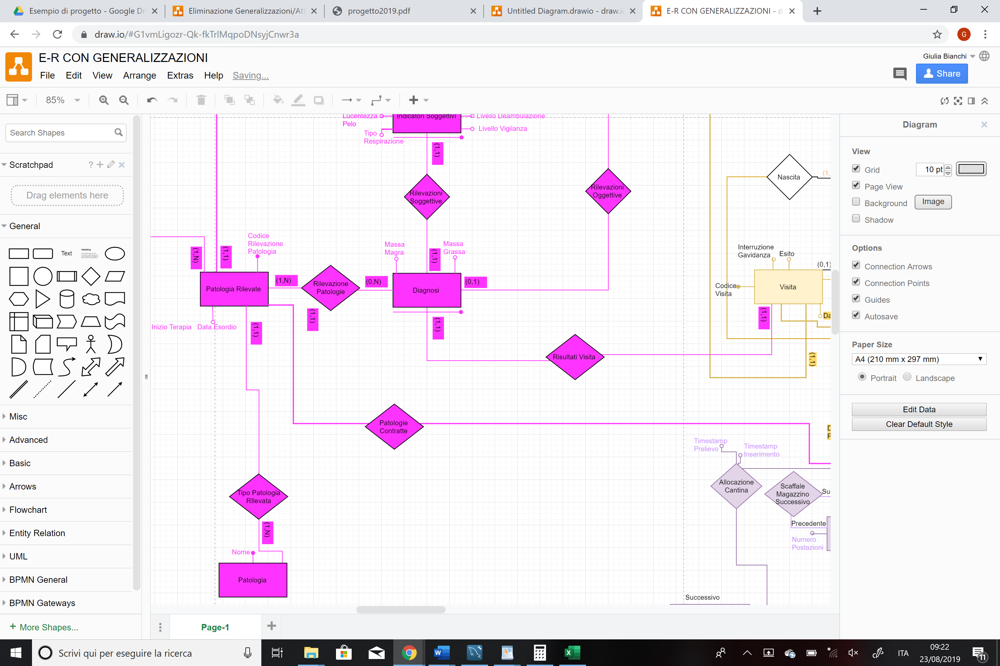 Esempio di progetto - Google Dr
Eliminazione Generalizzazioni/Att
progetto2019.pdf
Untitled Diagram.drawio - draw.io
E-R CON GENERALIZZAZIONI - d
draw.io/#G1vmLigozr-Qk-fkTrlMqpoDNsyjCnwr3a
G
E-R CON GENERALIZZAZIONI
Giulia Bianchi
File Edit View Arrange Extras Help Saving...
Share
85%
Search Shapes
Scratchpad
?
Drag elements here
General
Text
Heading
Misc
Advanced
Basic
Arrows
Flowchart
Entity Relation
UML
BPMN General
BPMN Gateways
+ More Shapes...
Lucentezza
Pelo
Indicatori Soggettivi
Livello Deambulazione
Livello Vigilanza
Tipo
Respirazione
(1,1)
Rilevazioni
Soggettive
Rilevazioni
Oggettive
Nascita
(1,
Codice
Rilevazione
Patologia
(1,N)
(1,1)
Massa
Magra
(1,1)
Massa
Grassa
Interruzione
Gavidanza
Esito
(0,1)
Patologia Rilevate
(1,N)
Rilevazione
Patologie
(0,N)
Diagnosi
(0,1)
Codice
Visita
Visita
Da
Inizio Terapia
Data Esordio
(1,1)
(1,1)
(1,1)
(1,1)
Risultati Visita
(1,1)
Patologie
Contratte
D
F
Timestamp
Prelievo
Timestamp
Inserimento
Allocazione
Cantina
Scaffale
Magazzino
Successivo
Su
Tipo Patologia
RIlevata
(1,N)
Precedente
Numero
Postazioni
Nome
Patologia
Successivo
Page-1
Diagram
View
Grid
10 pt
Page View
Background
Image
Shadow
Options
Connection Arrows
Connection Points
Guides
Autosave
Paper Size
A4 (210 mm x 297 mm)
Portrait
Landscape
Edit Data
Clear Default Style
Scrivi qui per eseguire la ricerca
ITA
09:22
23/08/2019
11